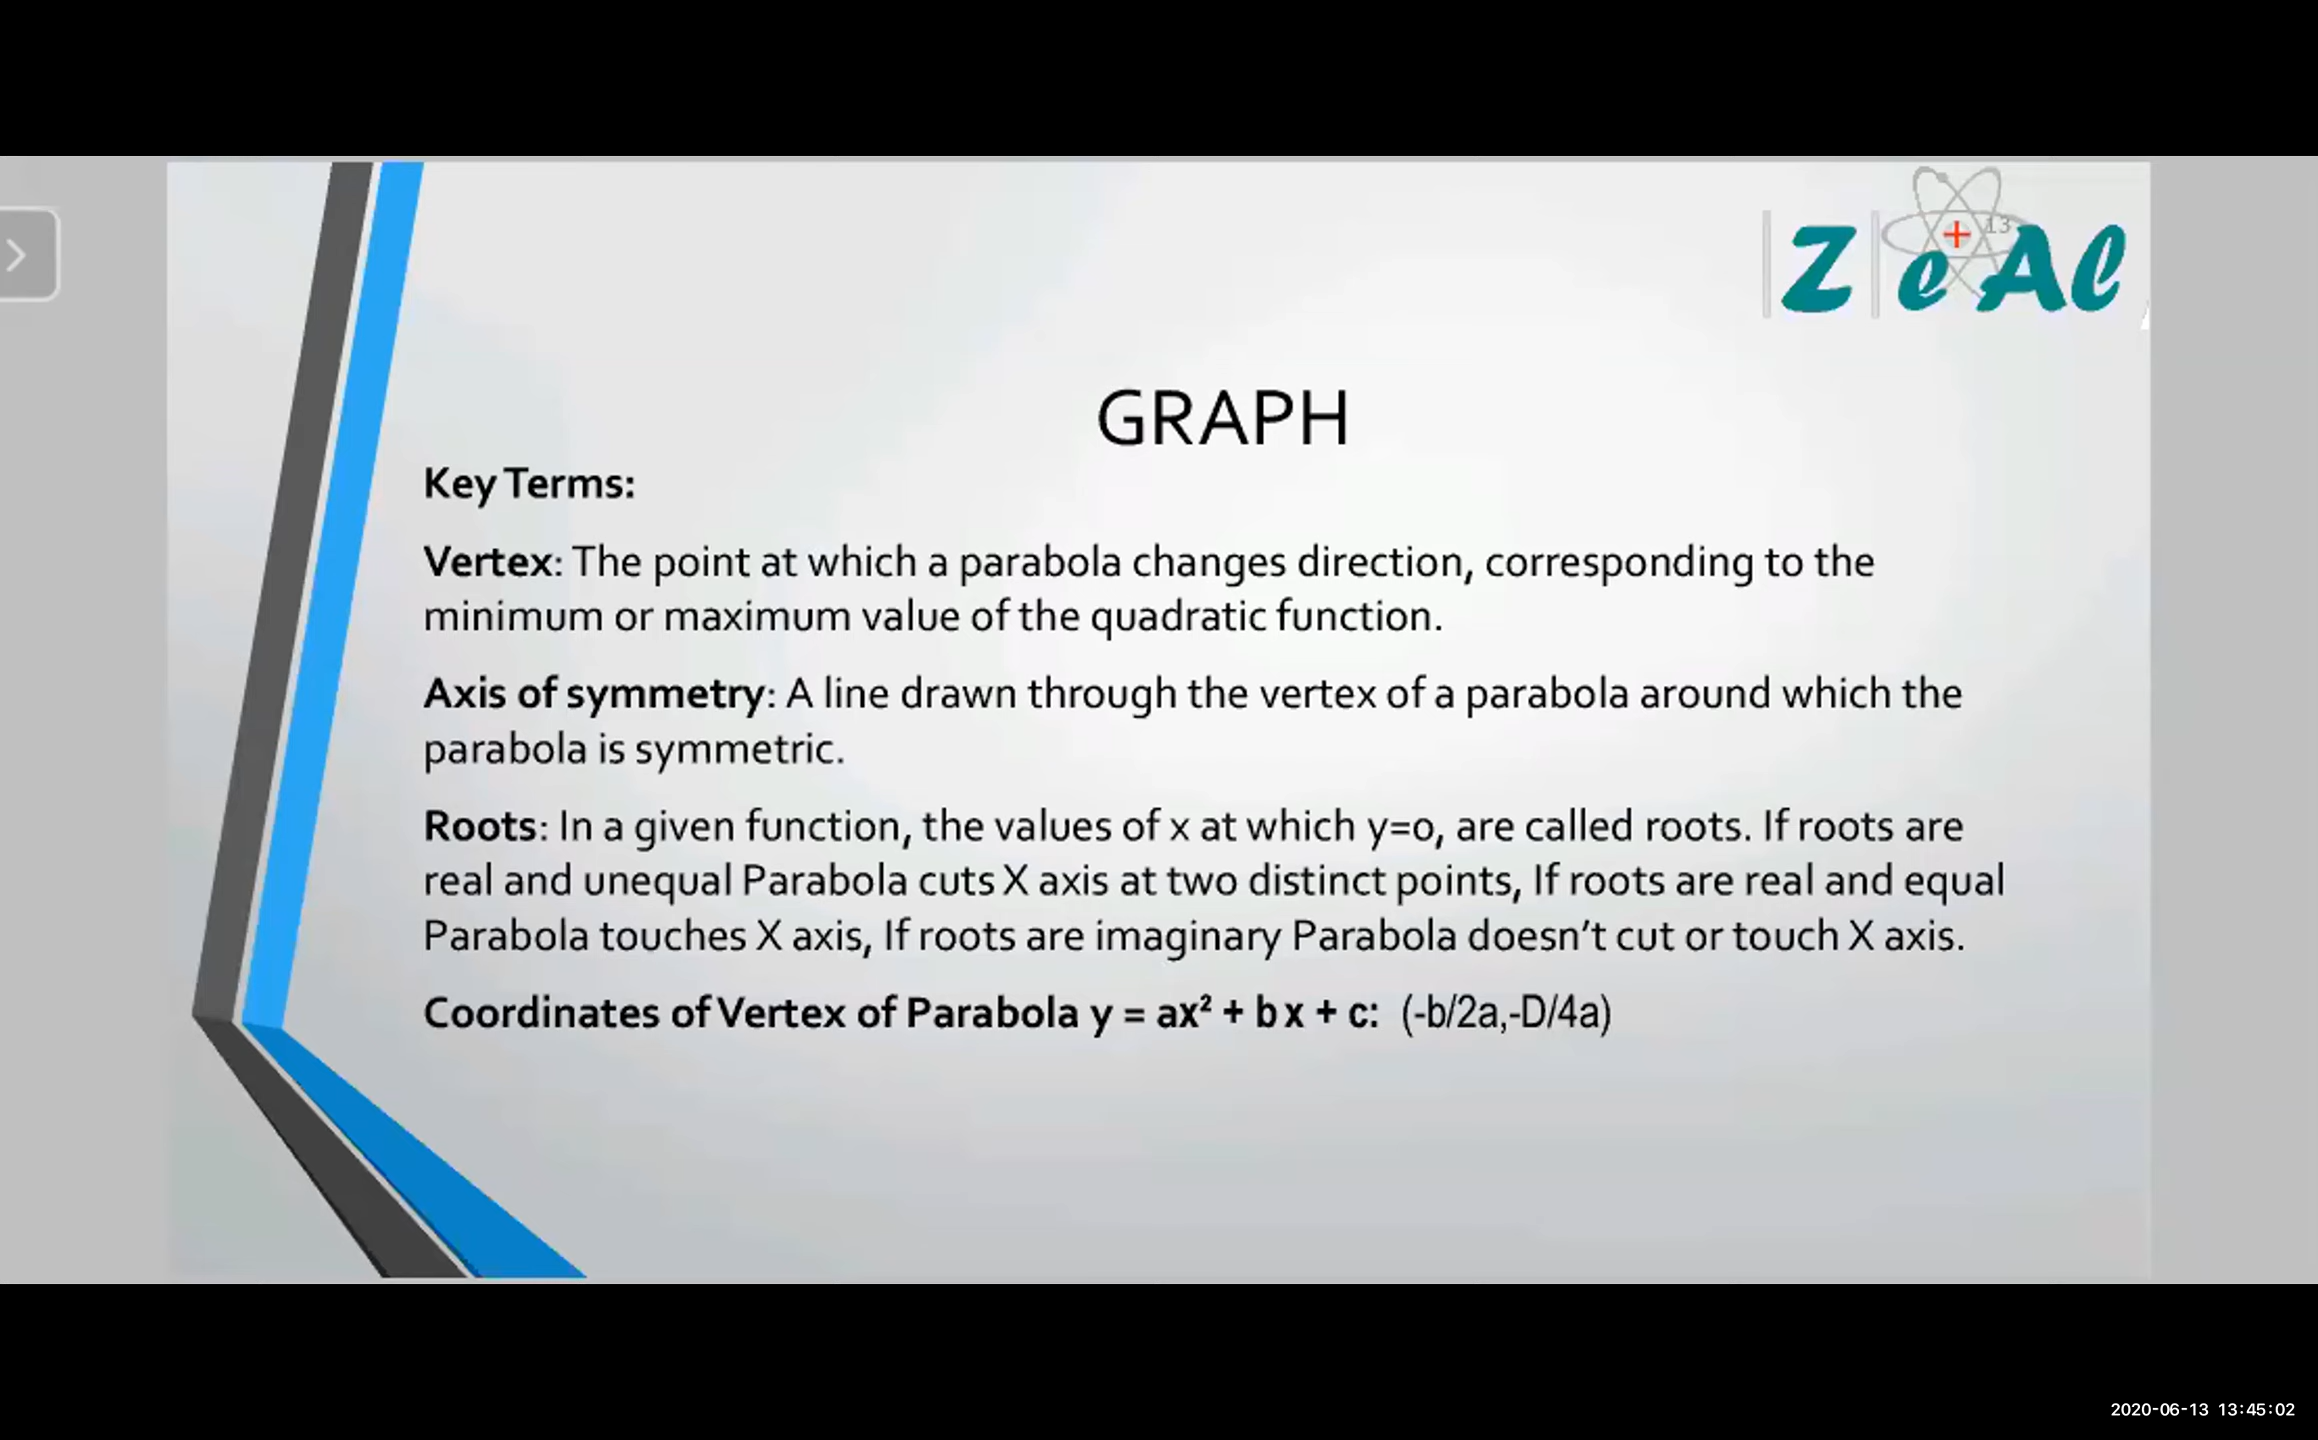 Z e Al
13
GRAPH
Key Terms:
Vertex: The point at which a parabola changes direction, corresponding to the
minimum or maximum value of the quadratic function.
Axis of symmetry: A line drawn through the vertex of a parabola around which the
parabola is symmetric.
Roots: In a given function, the values of x at which y=0, are called roots. If roots are
real and unequal Parabola cuts X axis at two distinct points, If roots are real and equal
Parabola touches X axis, If roots are imaginary Parabola doesn’t cut or touch X axis.
Coordinates of Vertex of Parabola y = ax² + b x + c: (-b/2a,-D/4a)
2020-06-13 13:45:02